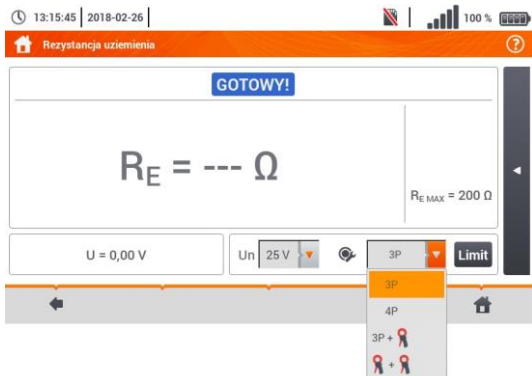 13:15:45 2018-02-26 100 %
Rezystancja uziemienia ?
GOTOWY!
RE = --- Ω
RE MAX = 200 Ω
U = 0,00 V Un 25 V 3P Limit
3P
4P
3P +
+